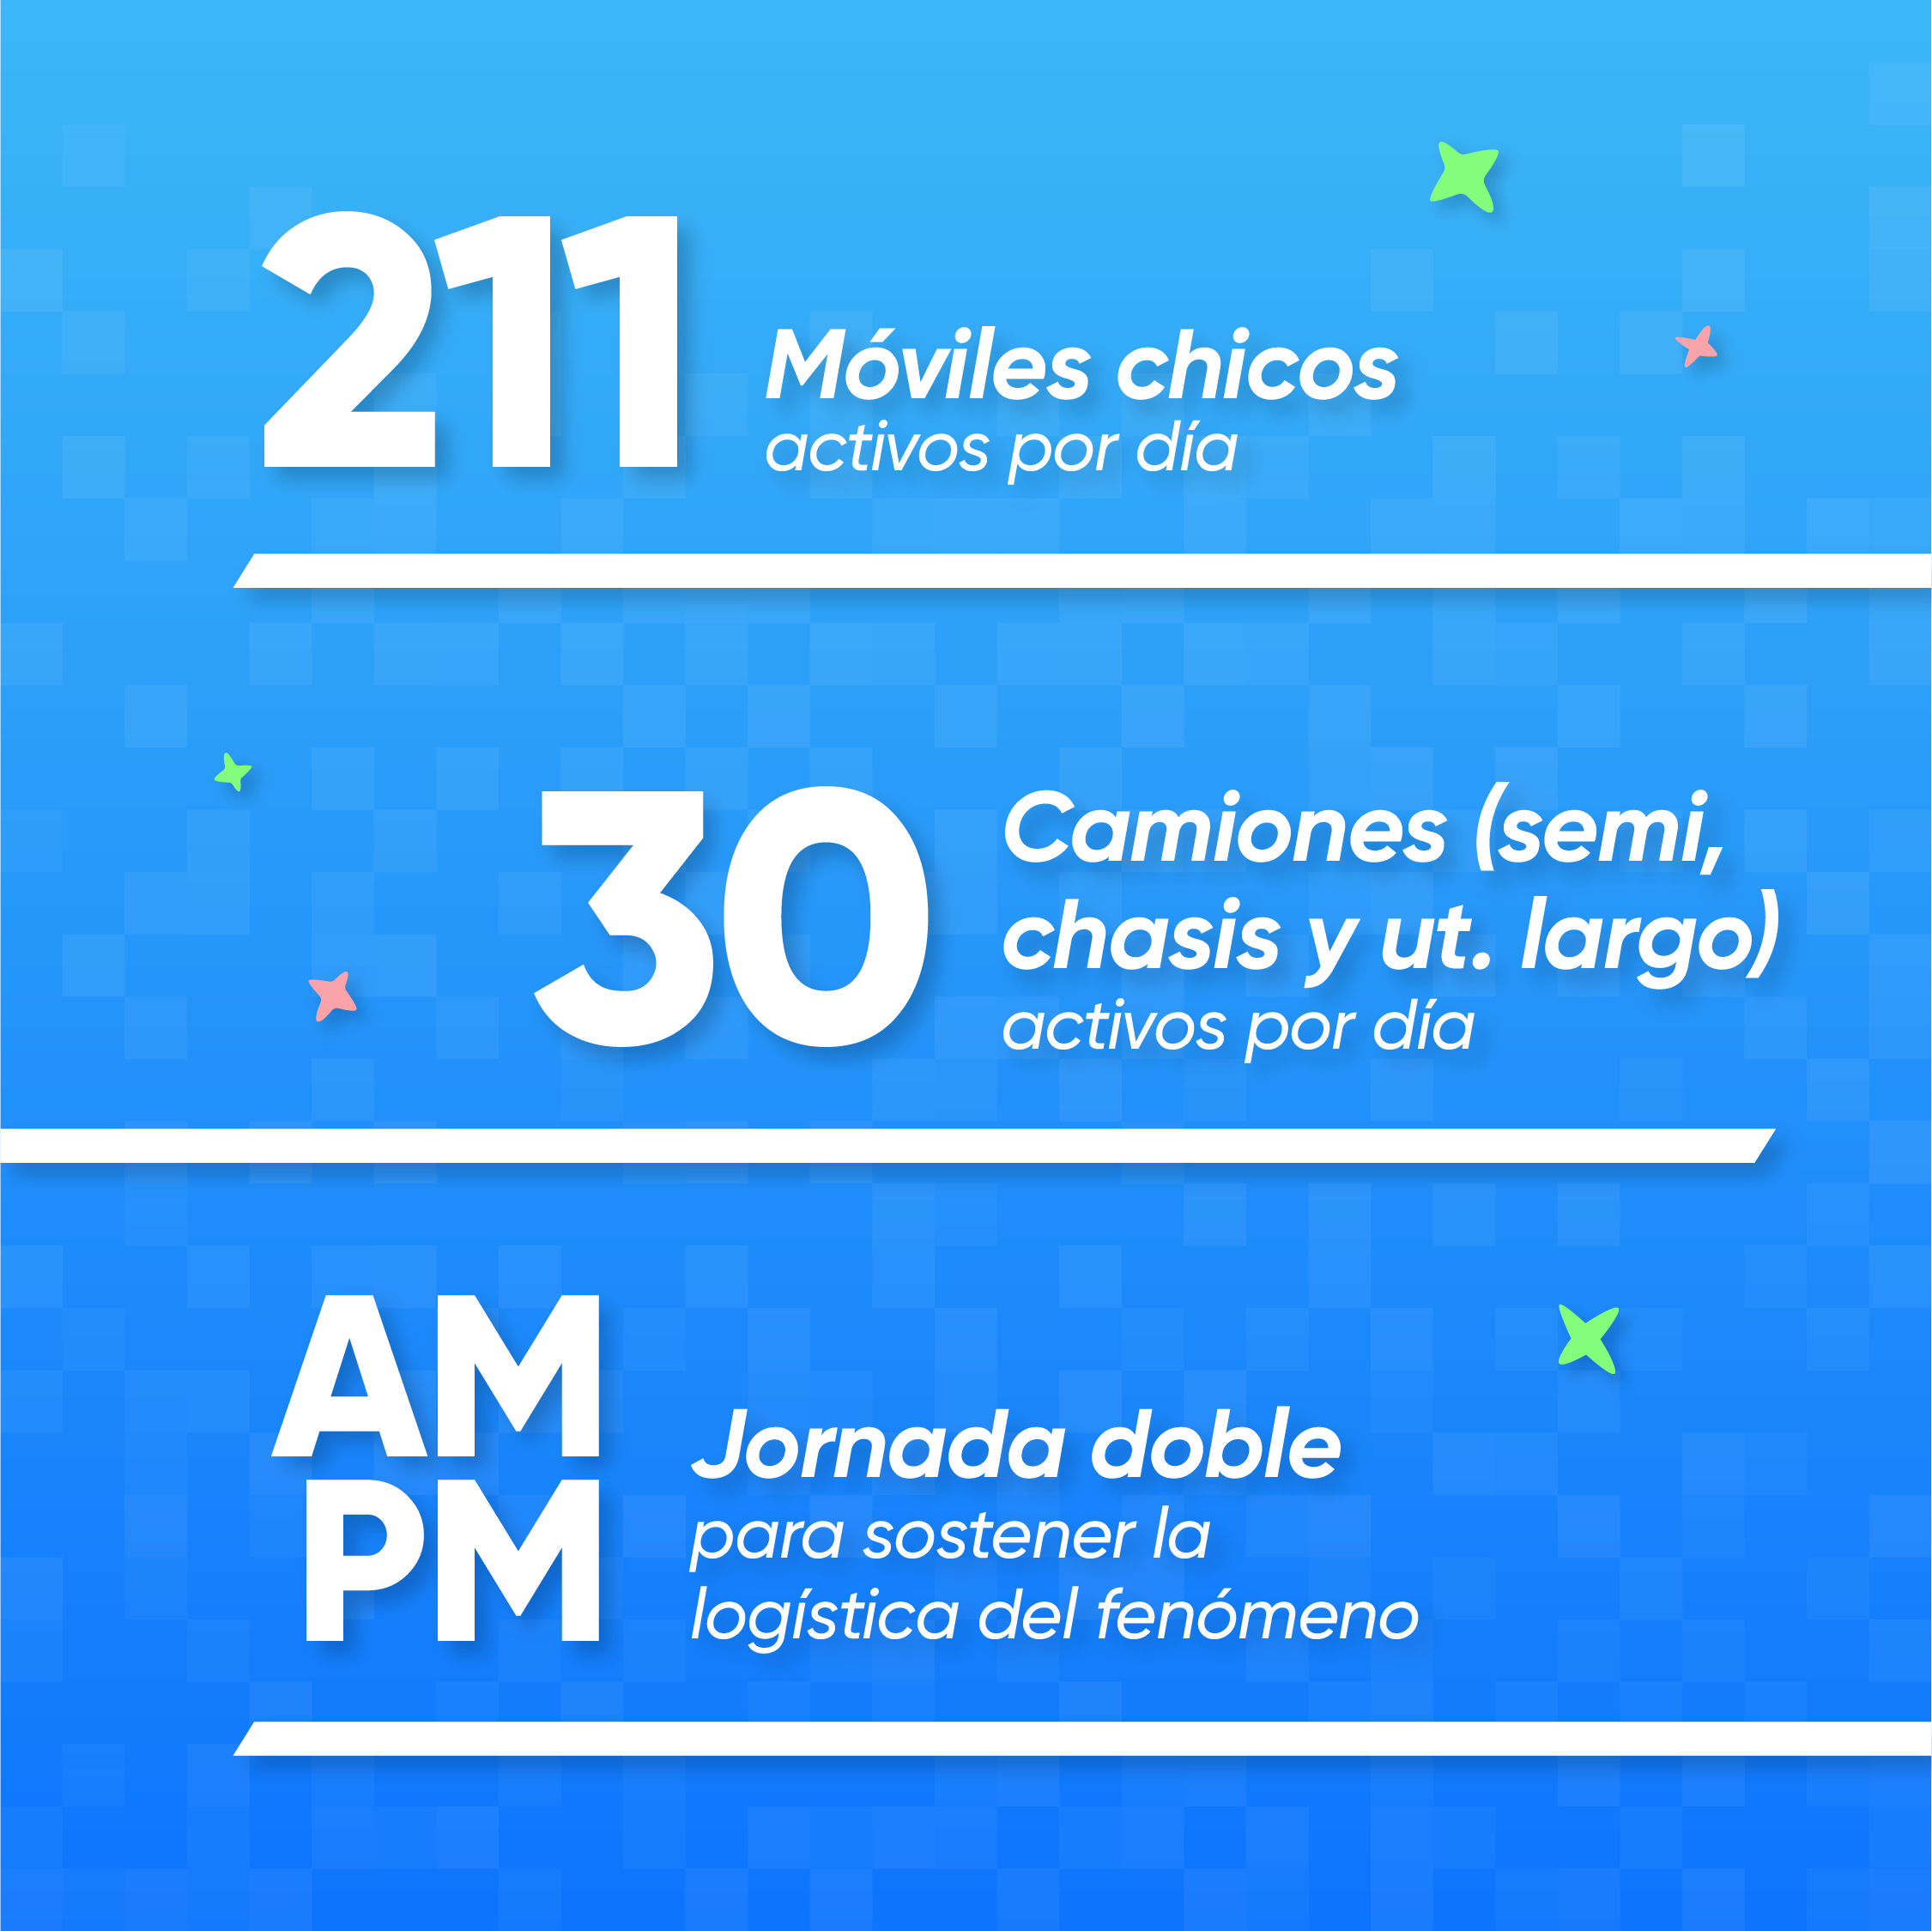 211
Móviles chicos
activos por día
30
Camiones (semi,
chasis y ut. largo)
activos por día
AM
PM
Jornada doble
para sostener la
logística del fenómeno